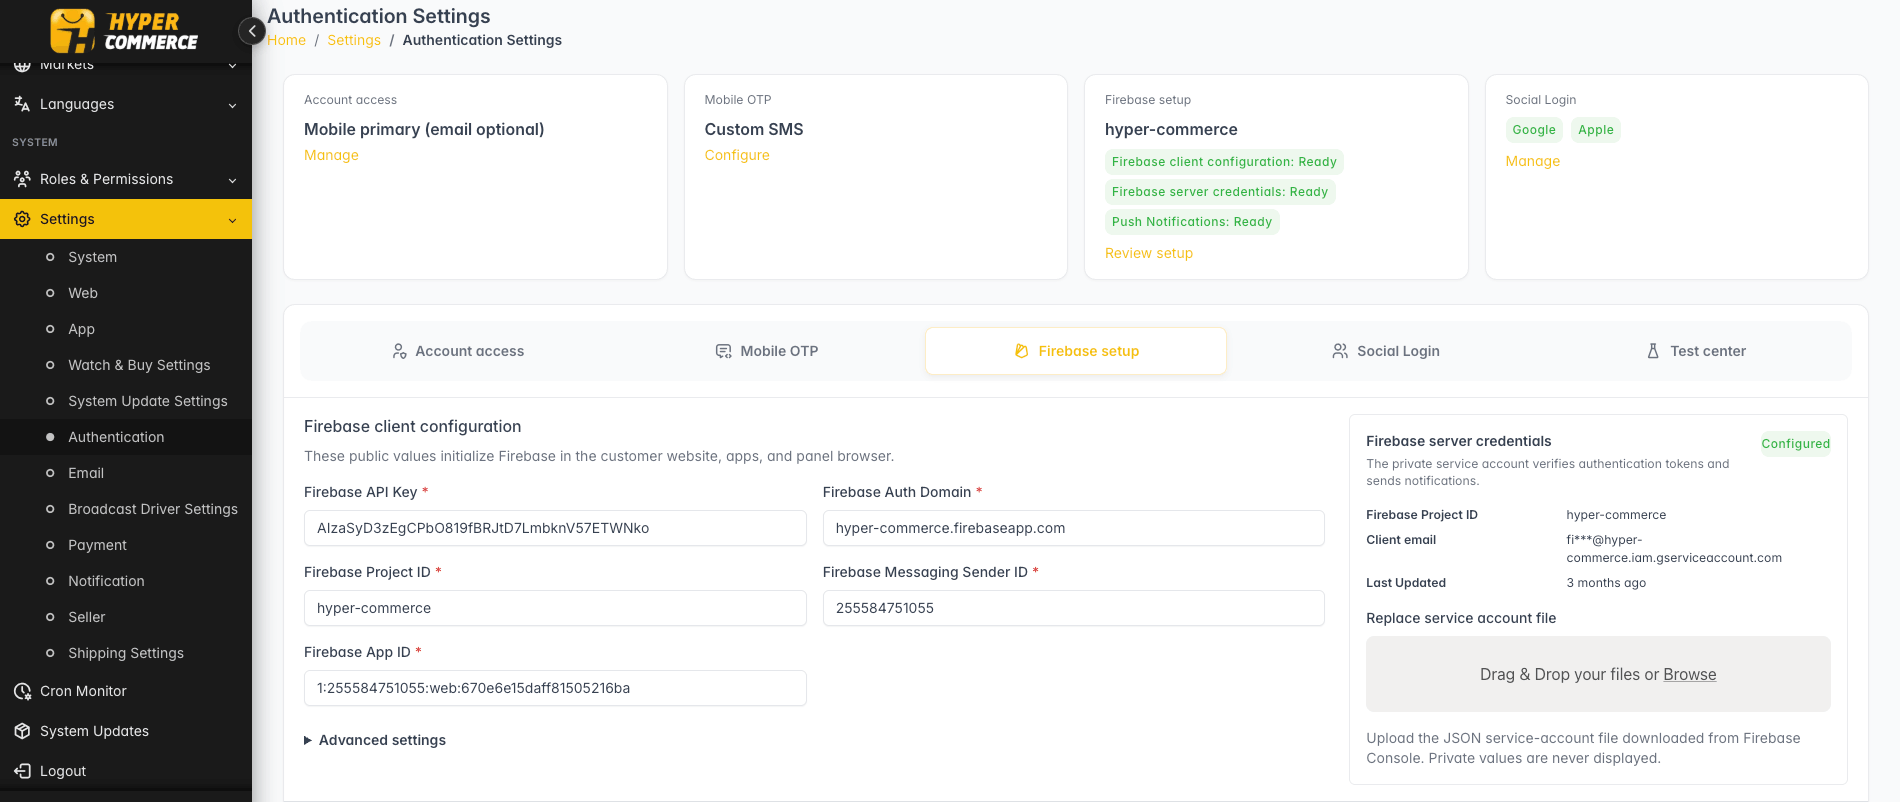 HYPER
COMMERCE
Markets
Languages
SYSTEM
Roles & Permissions
Settings
System
Web
App
Watch & Buy Settings
System Update Settings
Authentication
Email
Broadcast Driver Settings
Payment
Notification
Seller
Shipping Settings
Cron Monitor
System Updates
Logout
Authentication Settings
Home / Settings / Authentication Settings
Account access
Mobile primary (email optional)
Manage
Mobile OTP
Custom SMS
Configure
Firebase setup
hyper-commerce
Firebase client configuration: Ready
Firebase server credentials: Ready
Push Notifications: Ready
Review setup
Social Login
Google Apple
Manage
Account access
Mobile OTP
Firebase setup
Social Login
Test center
Firebase client configuration
These public values initialize Firebase in the customer website, apps, and panel browser.
Firebase API Key *
AIzaSyD3zEgCPbO819fBRJtD7LmbknV57ETWNko
Firebase Auth Domain *
hyper-commerce.firebaseapp.com
Firebase Project ID *
hyper-commerce
Firebase Messaging Sender ID *
255584751055
Firebase App ID *
1:255584751055:web:670e6e15daff81505216ba
Advanced settings
Firebase server credentials
Configured
The private service account verifies authentication tokens and
sends notifications.
Firebase Project ID hyper-commerce
Client email fi***@hyper-
commerce.iam.gserviceaccount.com
Last Updated 3 months ago
Replace service account file
Drag & Drop your files or Browse
Upload the JSON service-account file downloaded from Firebase
Console. Private values are never displayed.